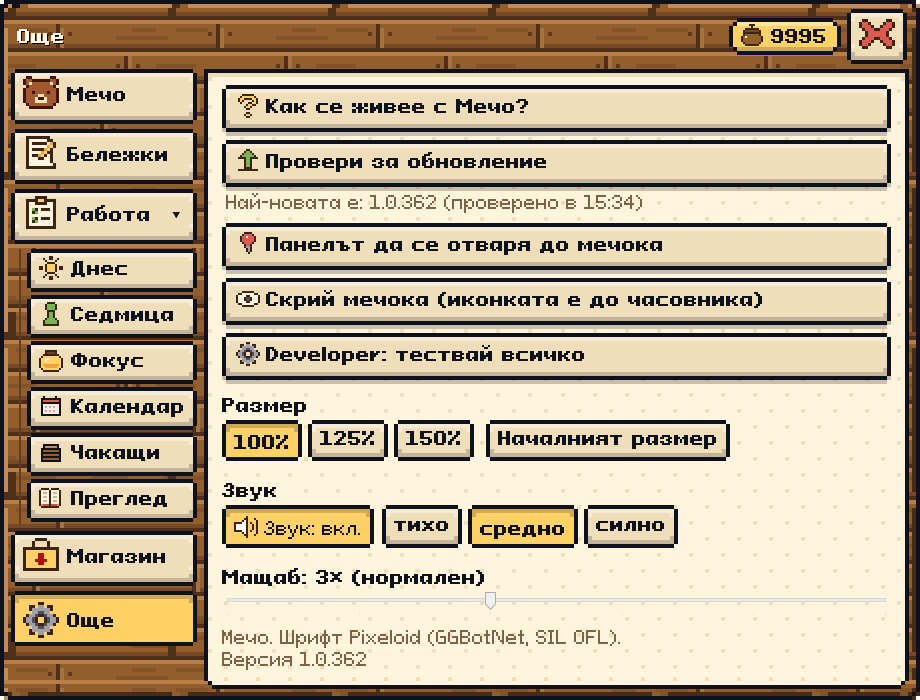 Още
9995
Мечо
Бележки
Работа
Днес
Седмица
Фокус
Календар
Чакащи
Преглед
Магазин
Още
Как се живее с Мечо?
Провери за обновление
Най-новата е: 1.0.362 (проверено в 15:34)
Панелът да се отваря до мечока
Скрий мечока (иконката е до часовника)
Developer: тествай всичко
Размер
100% 125% 150% Началният размер
Звук
Звук: вкл. тихо средно силно
Мащаб: 3× (нормален)
Мечо. Шрифт Pixeloid (GGBotNet, SIL OFL).
Версия 1.0.362